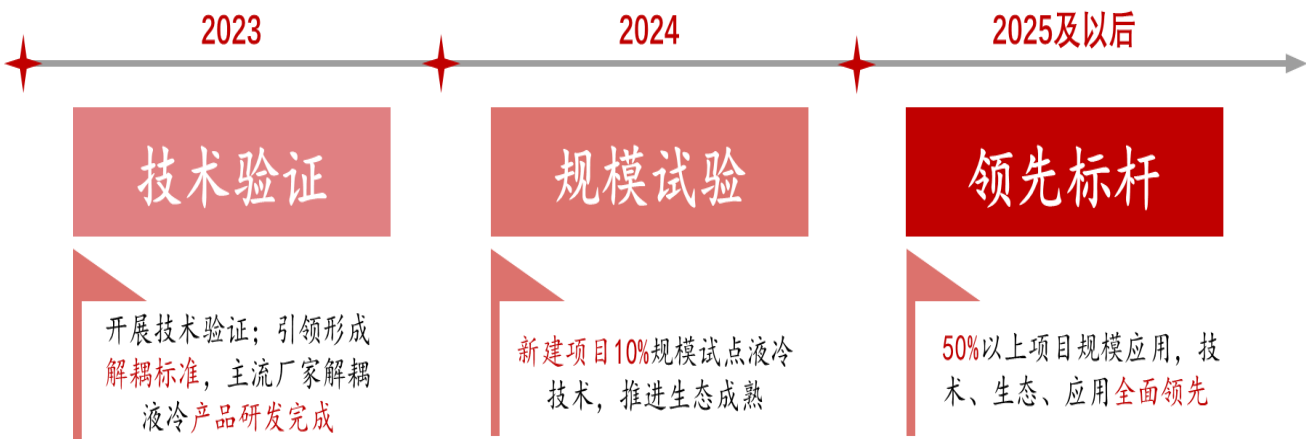 2023
2024
2025及以后
技术验证
规模试验
领先标杆
开展技术验证；引领形成
解耦标准，主流厂家解耦
液冷产品研发完成
新建项目10%规模试点液冷
技术，推进生态成熟
50%以上项目规模应用，技
术、生态、应用全面领先